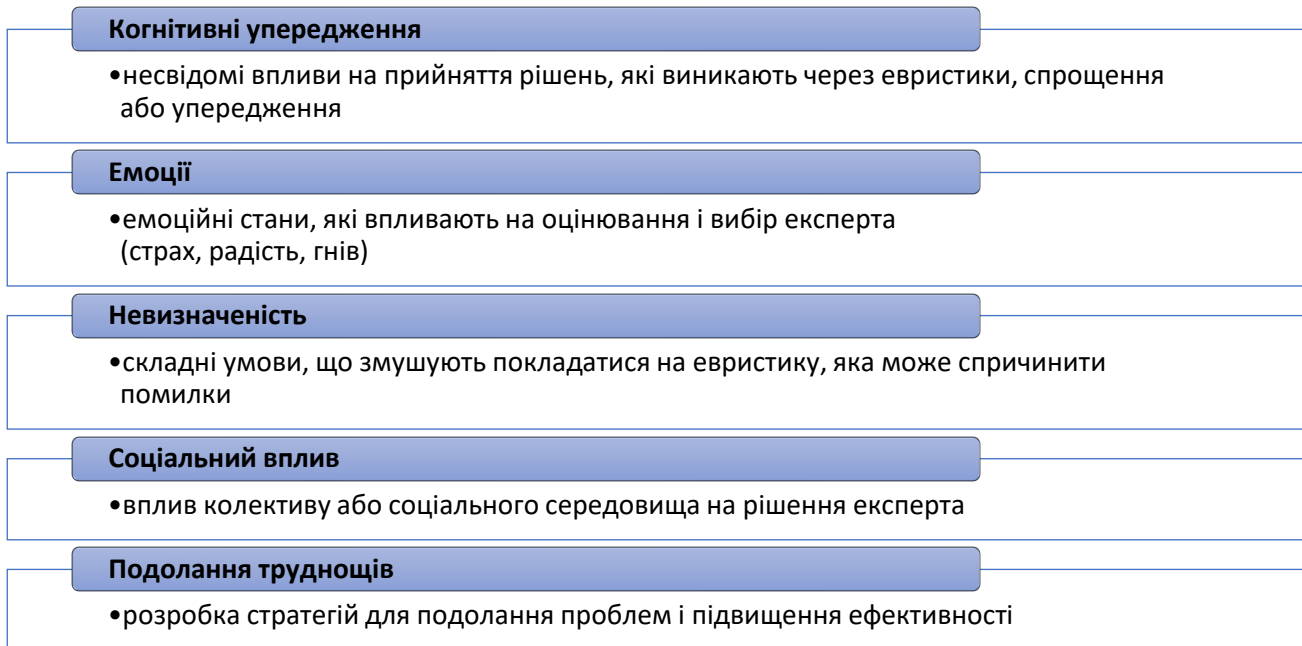 Когнітивні упередження
•несвідомі впливи на прийняття рішень, які виникають через евристики, спрощення
або упередження
Емоції
•емоційні стани, які впливають на оцінювання і вибір експерта
(страх, радість, гнів)
Невизначеність
•складні умови, що змушують покладатися на евристику, яка може спричинити
помилки
Соціальний вплив
•вплив колективу або соціального середовища на рішення експерта
Подолання труднощів
•розробка стратегій для подолання проблем і підвищення ефективності